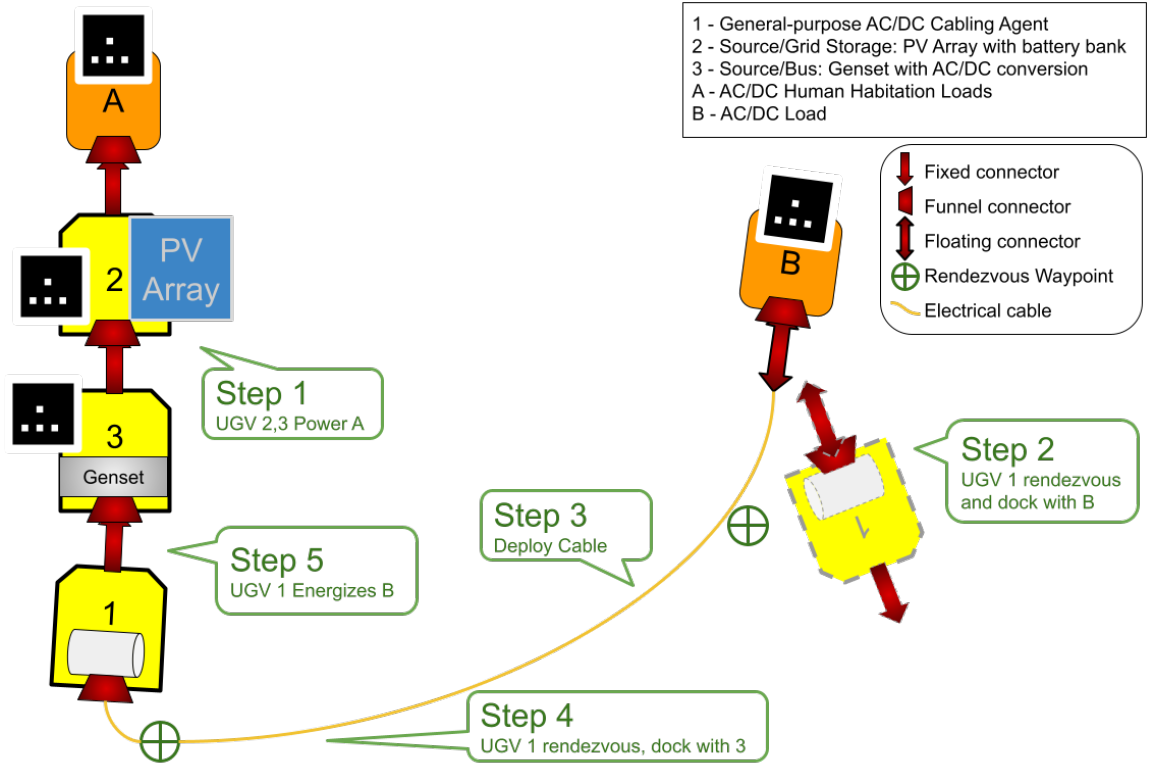 1 - General-purpose AC/DC Cabling Agent
2 - Source/Grid Storage: PV Array with battery bank
3 - Source/Bus: Genset with AC/DC conversion
A - AC/DC Human Habitation Loads
B - AC/DC Load
Fixed connector
Funnel connector
Floating connector
Rendezvous Waypoint
Electrical cable
A
2
PV
Array
3
Genset
1
B
1
Step 1
UGV 2,3 Power A
Step 2
UGV 1 rendezvous
and dock with B
Step 3
Deploy Cable
Step 4
UGV 1 rendezvous, dock with 3
Step 5
UGV 1 Energizes B